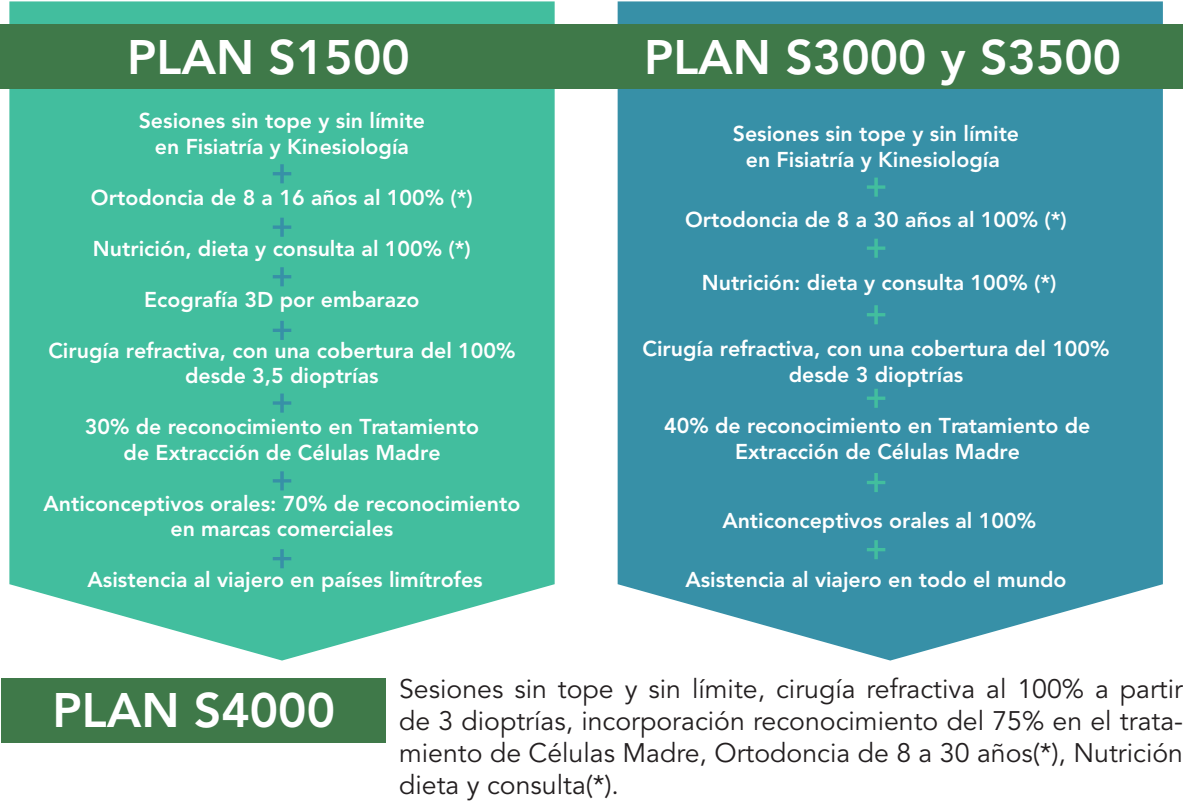 PLAN S1500
Sesiones sin tope y sin límite
en Fisiatría y Kinesiología
+
Ortodoncia de 8 a 16 años al 100% (*)
+
Nutrición, dieta y consulta al 100% (*)
+
Ecografía 3D por embarazo
+
Cirugía refractiva, con una cobertura del 100%
desde 3,5 dioptrías
+
30% de reconocimiento en Tratamiento
de Extracción de Células Madre
+
Anticonceptivos orales: 70% de reconocimiento
en marcas comerciales
+
Asistencia al viajero en países limítrofes
PLAN S3000 y S3500
Sesiones sin tope y sin límite
en Fisiatría y Kinesiología
+
Ortodoncia de 8 a 30 años al 100% (*)
+
Nutrición: dieta y consulta 100% (*)
+
Cirugía refractiva, con una cobertura del 100%
desde 3 dioptrías
+
40% de reconocimiento en Tratamiento de
Extracción de Células Madre
+
Anticonceptivos orales al 100%
+
Asistencia al viajero en todo el mundo
PLAN S4000
Sesiones sin tope y sin límite, cirugía refractiva al 100% a partir
de 3 dioptrías, incorporación reconocimiento del 75% en el trata-
miento de Células Madre, Ortodoncia de 8 a 30 años(*), Nutrición
dieta y consulta(*).